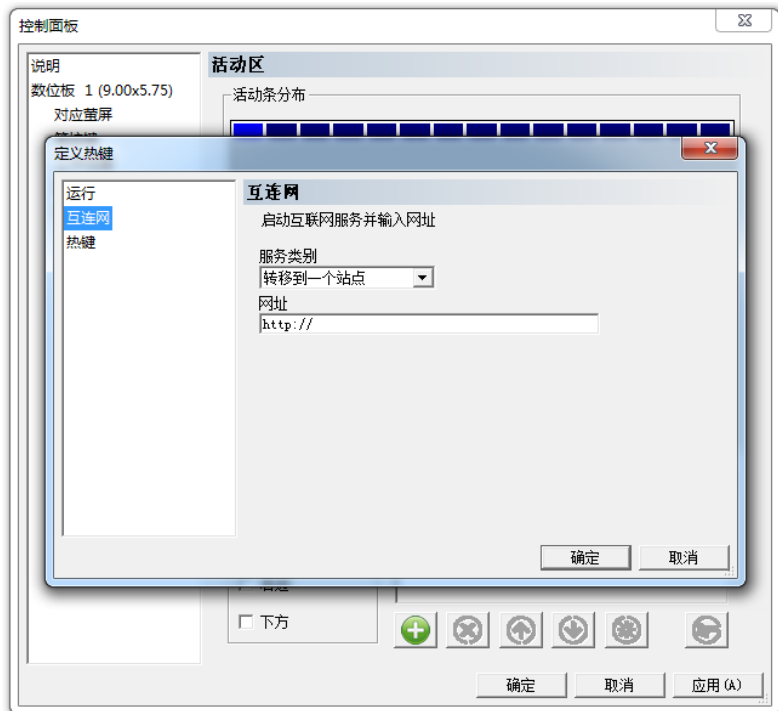 控制面板
说明
数位板 1 (9.00x5.75)
对应萤屏
活动区
活动条分布
定义热键
运行
互连网
热键
互连网
启动互联网服务并输入网址
服务类别
转移到一个站点
网址
http://
确定
取消
下方
确定
取消
应用(A)